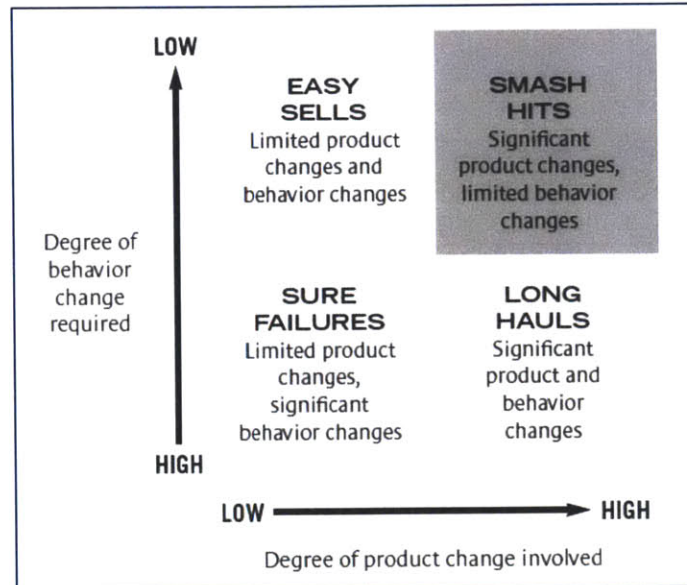 LOW
EASY
SELLS
Limited product
changes and
behavior changes
SMASH
HITS
Significant
product changes,
limited behavior
changes
Degree of
behavior
change
required
SURE
FAILURES
Limited product
changes,
significant
behavior changes
LONG
HAULS
Significant
product and
behavior
changes
HIGH
LOW
HIGH
Degree of product change involved